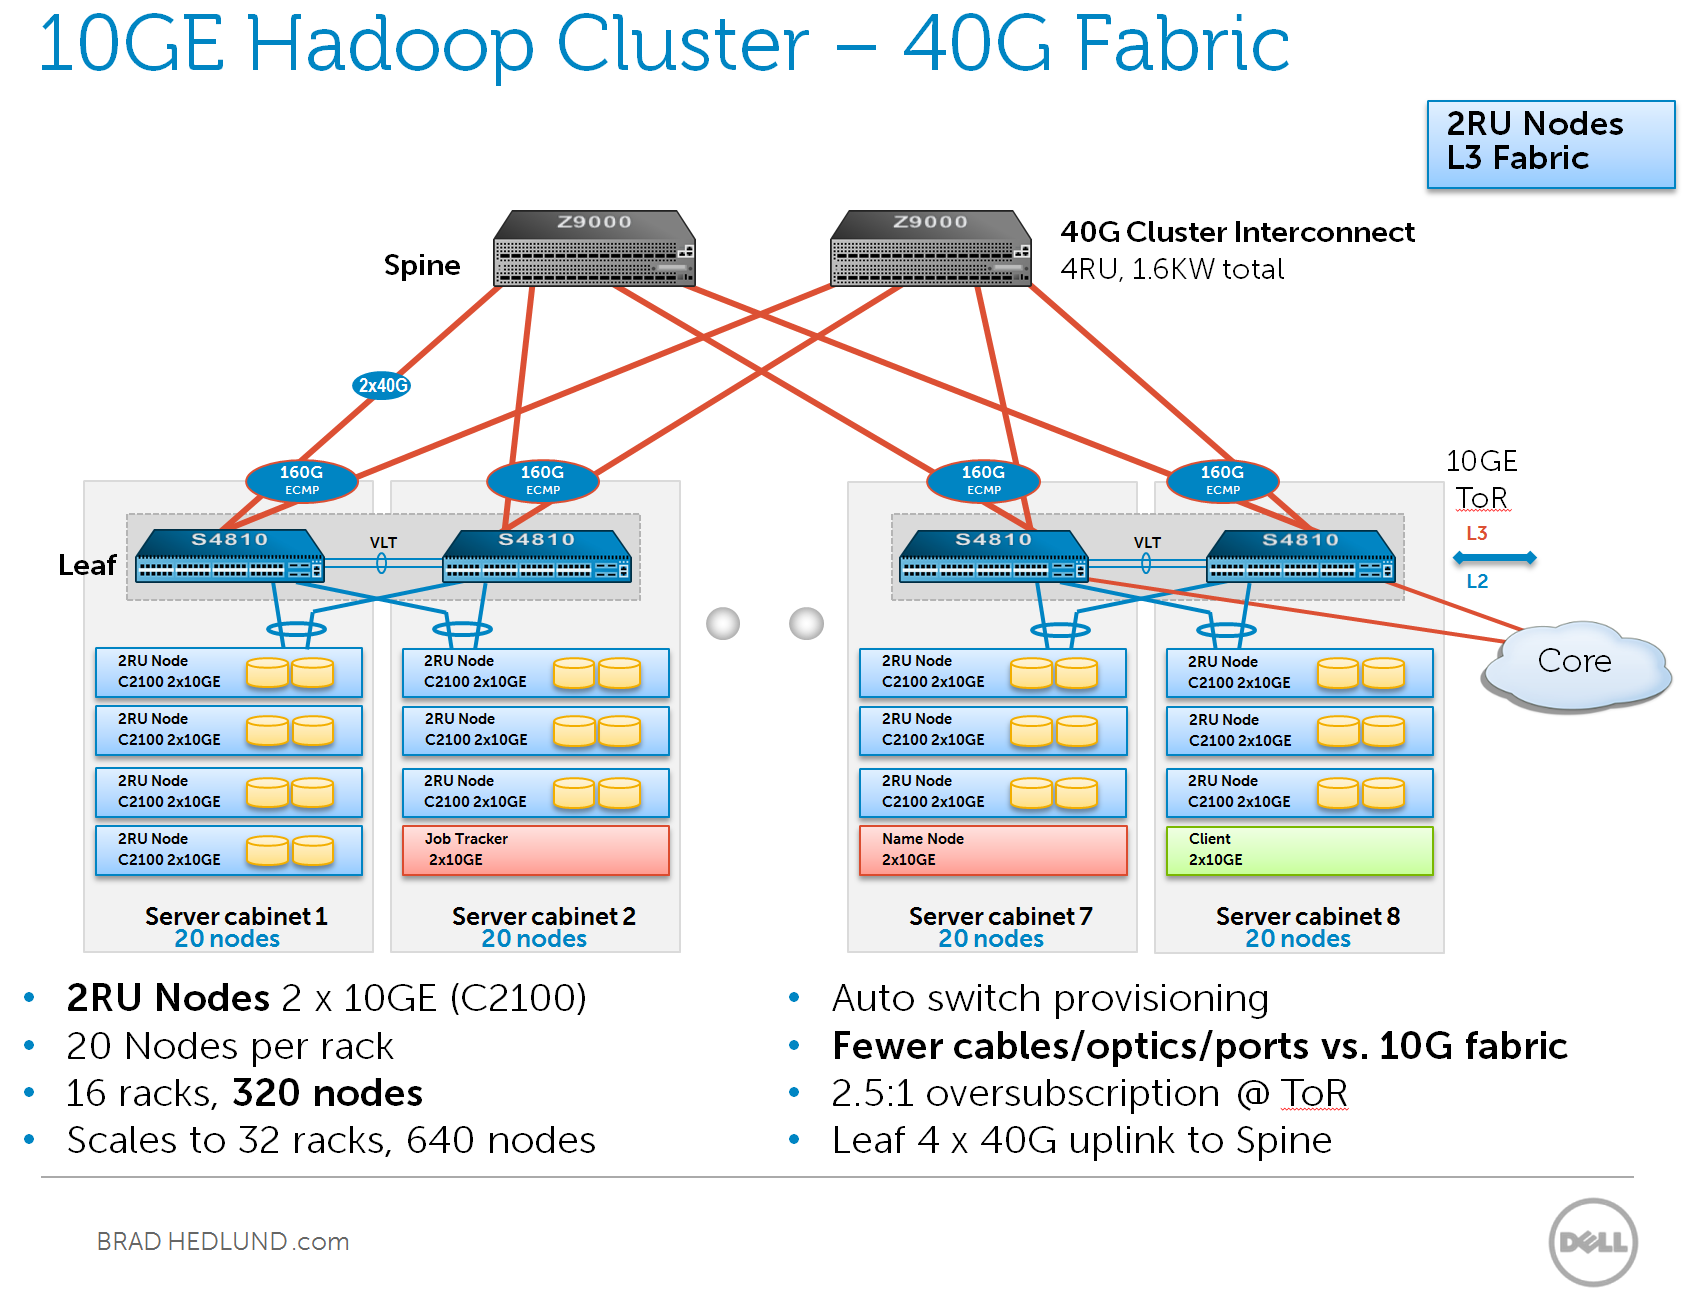 10GE Hadoop Cluster – 40G Fabric
2RU Nodes
L3 Fabric
Z9000
Z9000
Spine
40G Cluster Interconnect
4RU, 1.6KW total
2x40G
160G
ECMP
160G
ECMP
160G
ECMP
160G
ECMP
10GE
ToR
L3
L2
Leaf
S4810
VLT
S4810
S4810
VLT
S4810
Core
2RU Node
C2100 2x10GE
2RU Node
C2100 2x10GE
2RU Node
C2100 2x10GE
2RU Node
C2100 2x10GE
Server cabinet 1
20 nodes
2RU Node
C2100 2x10GE
2RU Node
C2100 2x10GE
2RU Node
C2100 2x10GE
Job Tracker
2x10GE
Server cabinet 2
20 nodes
2RU Node
C2100 2x10GE
2RU Node
C2100 2x10GE
2RU Node
C2100 2x10GE
Name Node
2x10GE
Server cabinet 7
20 nodes
2RU Node
C2100 2x10GE
2RU Node
C2100 2x10GE
2RU Node
C2100 2x10GE
Client
2x10GE
Server cabinet 8
20 nodes
• 2RU Nodes 2 x 10GE (C2100)
• 20 Nodes per rack
• 16 racks, 320 nodes
• Scales to 32 racks, 640 nodes
• Auto switch provisioning
• Fewer cables/optics/ports vs. 10G fabric
• 2.5:1 oversubscription @ ToR
• Leaf 4 x 40G uplink to Spine
BRAD HEDLUND.com
DELL